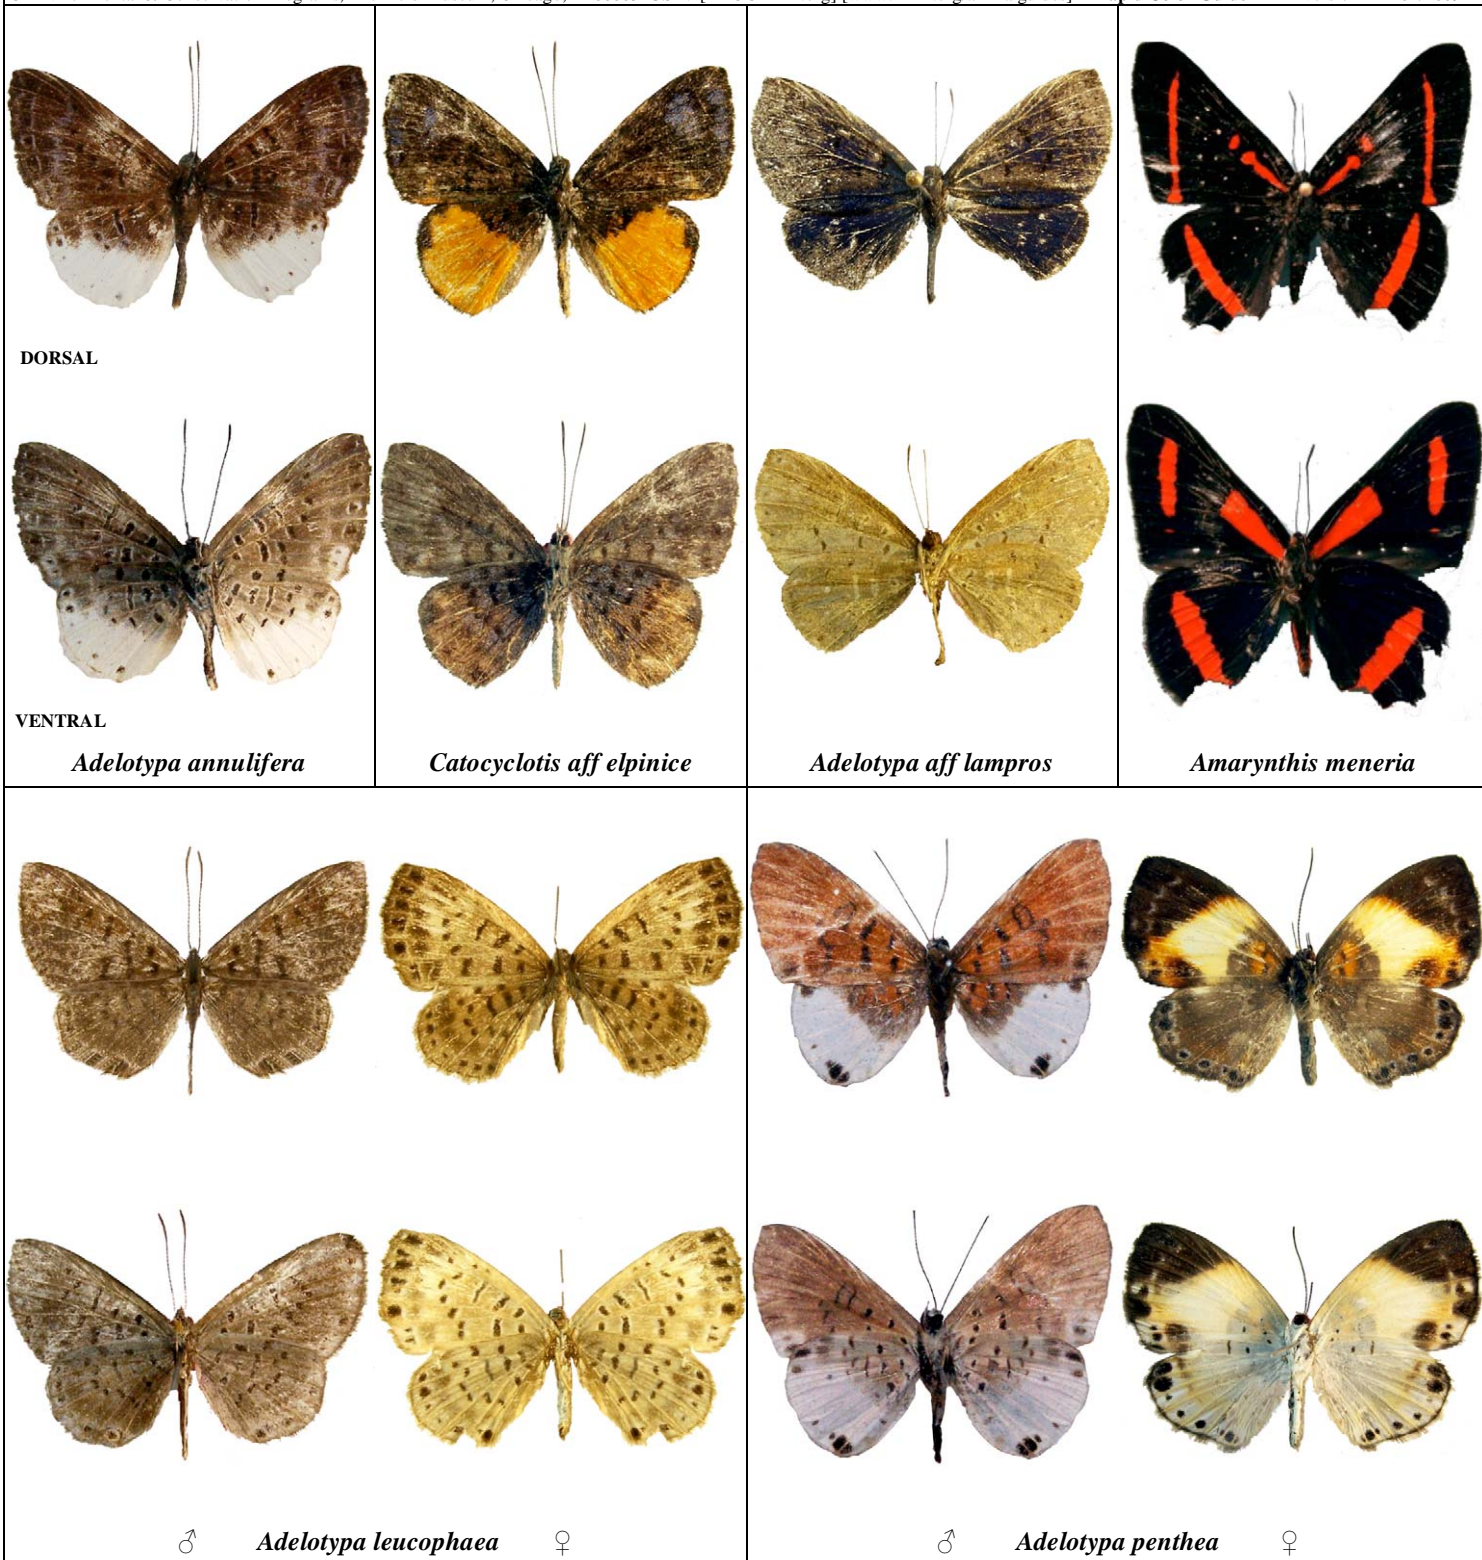 DORSAL
VENTRAL
Adelotypa annulifera
Catocyclotis aff elpinice
Adelotypa aff lampros
Amarynthis meneria
♂ Adelotypa leucophaea ♀
♂ Adelotypa penthea ♀